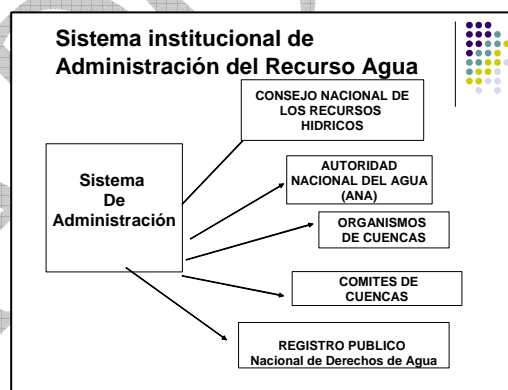 Sistema institucional de
Administración del Recurso Agua
CONSEJO NACIONAL DE
LOS RECURSOS
HIDRICOS
Sistema
De
Administración
AUTORIDAD
NACIONAL DEL AGUA
(ANA)
ORGANISMOS
DE CUENCAS
COMITES DE
CUENCAS
REGISTRO PUBLICO
Nacional de Derechos de Agua